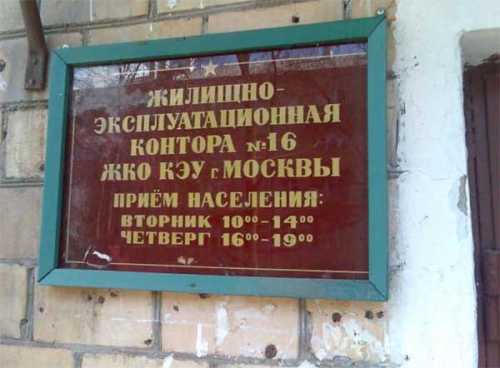 ЖИЛИЩНО-
ЭКСПЛУАТАЦИОННАЯ
КОНТОРА №16
ЖКО КЭУ г МОСКВЫ
ПРИЁМ НАСЕЛЕНИЯ:
ВТОРНИК 10⁰⁰-14⁰⁰
ЧЕТВЕРГ 16⁰⁰-19⁰⁰